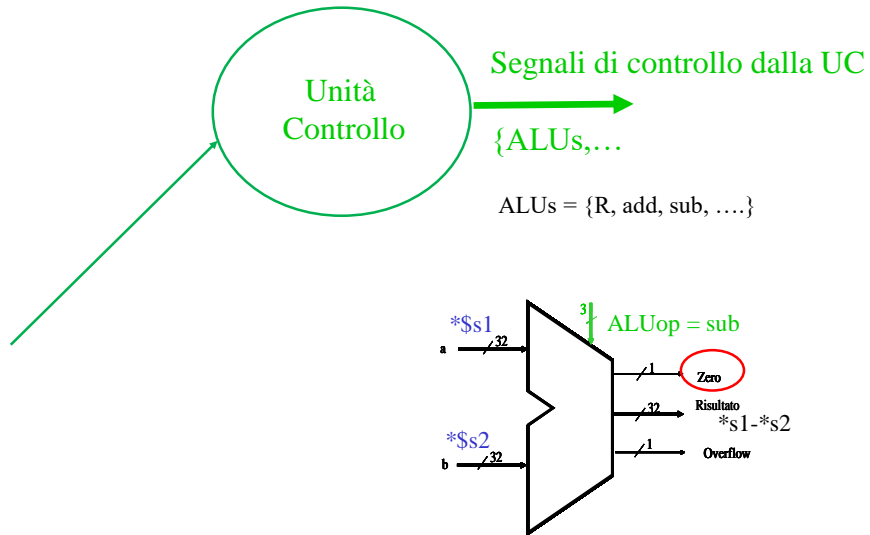 Segnali di controllo dalla UC
Unità
Controllo
{ALUs,…
ALUs = {R, add, sub, ….}
3
ALUop = sub
*$s1
a
32
1
Zero
Risultato
32
*s1-*s2
*$s2
b
32
1
Overflow